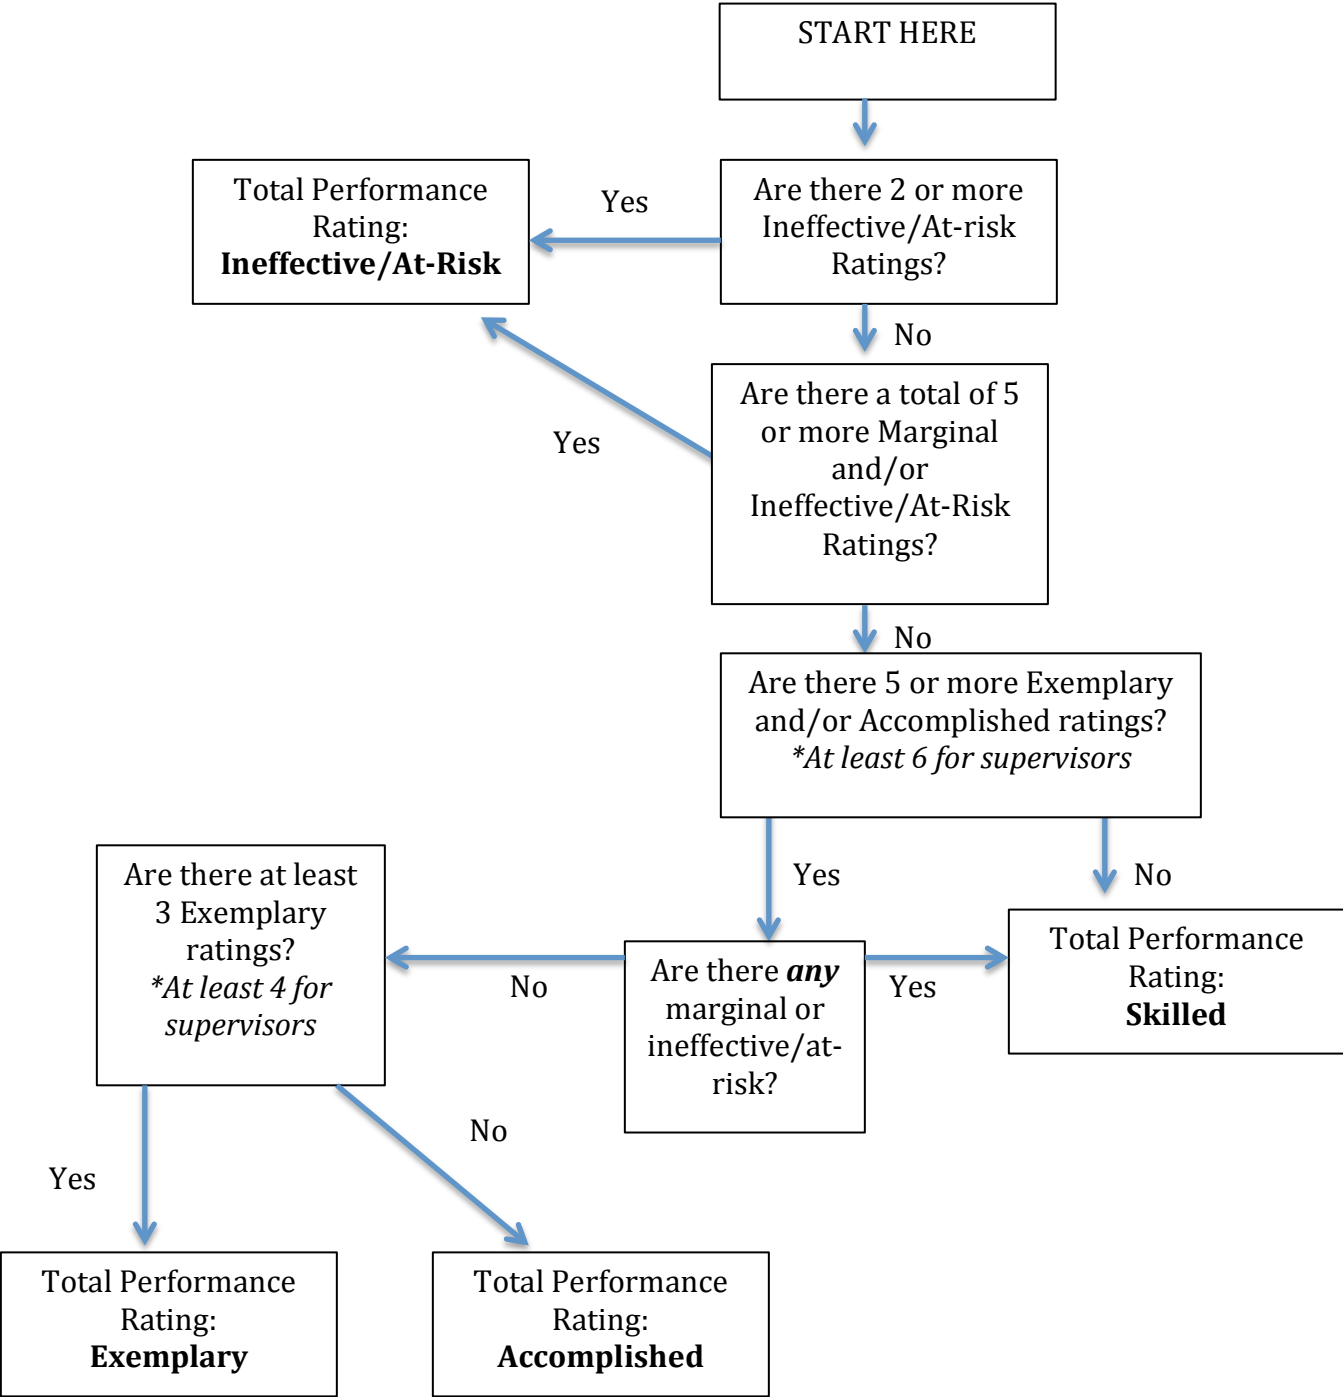 START HERE
Total Performance
Rating:
Ineffective/At-Risk
Yes
Are there 2 or more
Ineffective/At-risk
Ratings?
No
Are there a total of 5
or more Marginal
and/or
Ineffective/At-Risk
Ratings?
Yes
No
Are there 5 or more Exemplary
and/or Accomplished ratings?
*At least 6 for supervisors
Yes
No
Are there at least
3 Exemplary
ratings?
*At least 4 for
supervisors
No
Are there any
marginal or
ineffective/at-
risk?
Yes
Total Performance
Rating:
Skilled
Yes
No
Total Performance
Rating:
Exemplary
Total Performance
Rating:
Accomplished